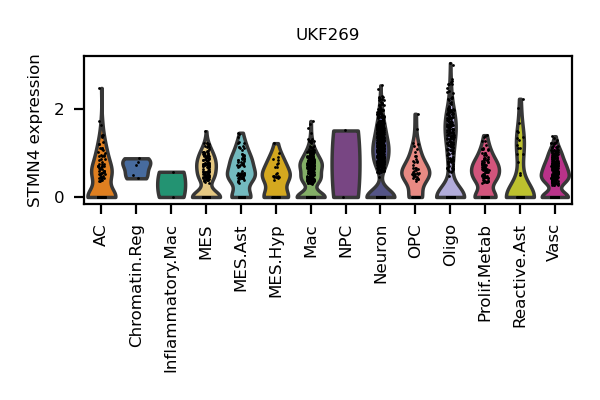 UKF269
STMN4 expression
2
0
AC
Chromatin.Reg
Inflammatory.Mac
MES
MES.Ast
MES.Hyp
Mac
NPC
Neuron
OPC
Oligo
Prolif.Metab
Reactive.Ast
Vasc